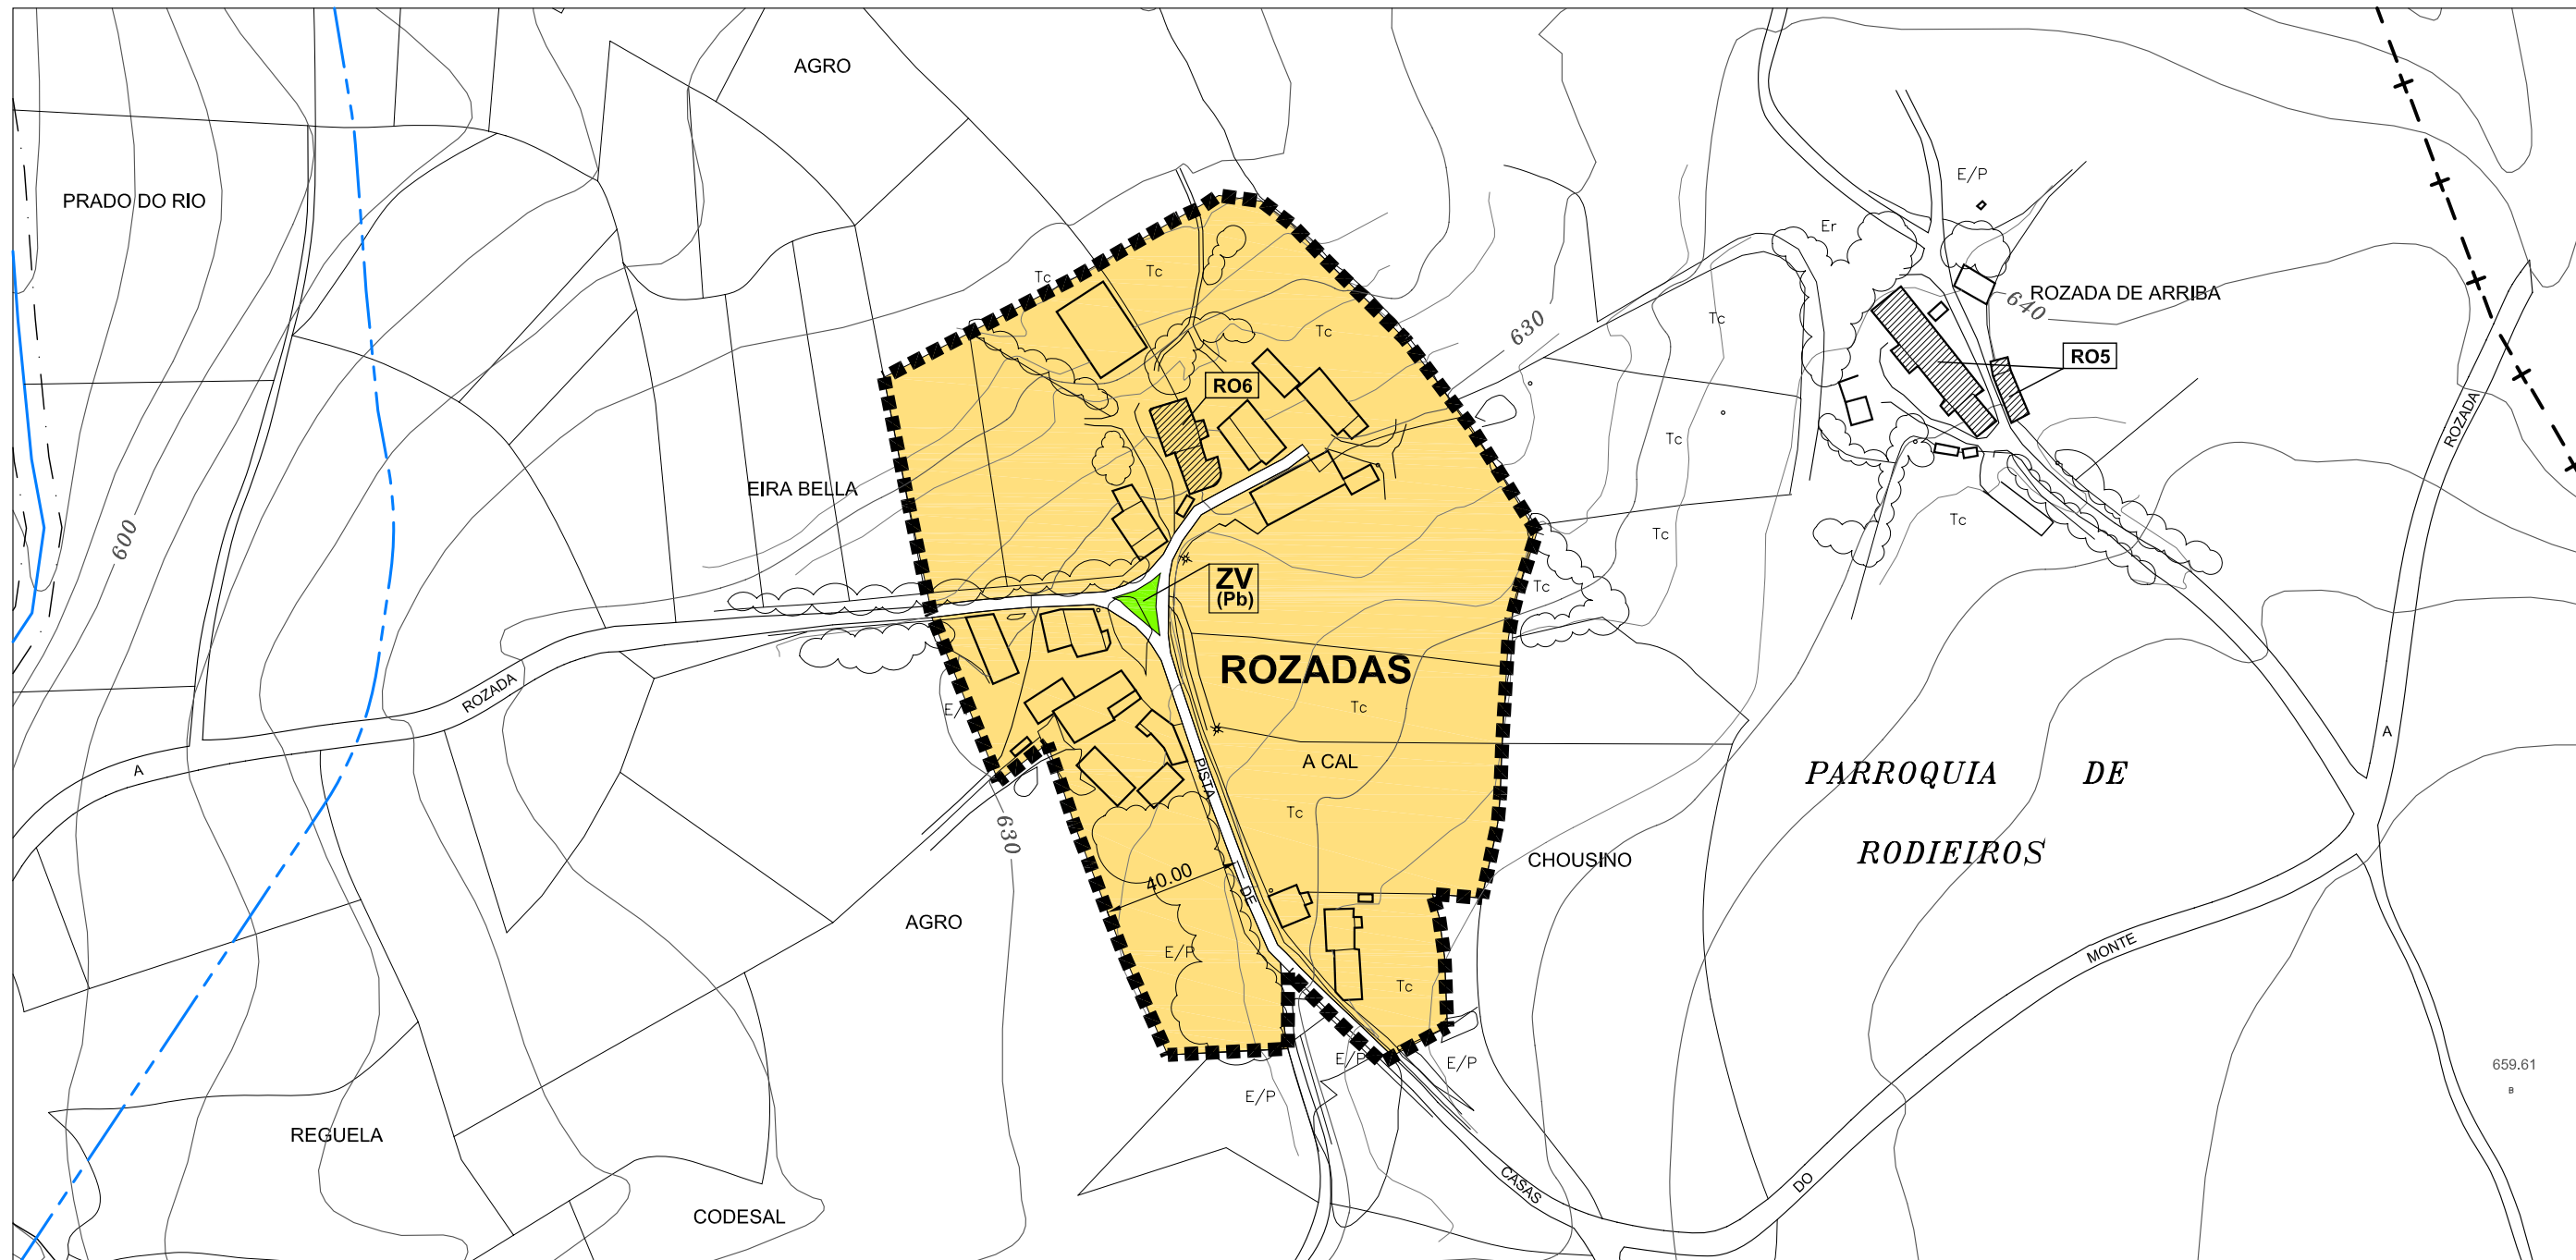 AGRO
PRADO DO RIO
E/P
Er
Tc
Tc
ROZADA DE ARRIBA
640
630
Tc
Tc
RO5
RO6
ROZADA
Tc
EIRA BELLA
Tc
Tc
600
ZV
(Pb)
Tc
ROZADAS
ROZADA
Tc
E/
A
A
A CAL
PISTA
PARROQUIA DE
Tc
630
RODIEIROS
CHOUSINO
40.00
DE
AGRO
MONTE
E/P
Tc
E/P
E/P
659.61
B
E/P
REGUELA
CASAS
DO
CODESAL